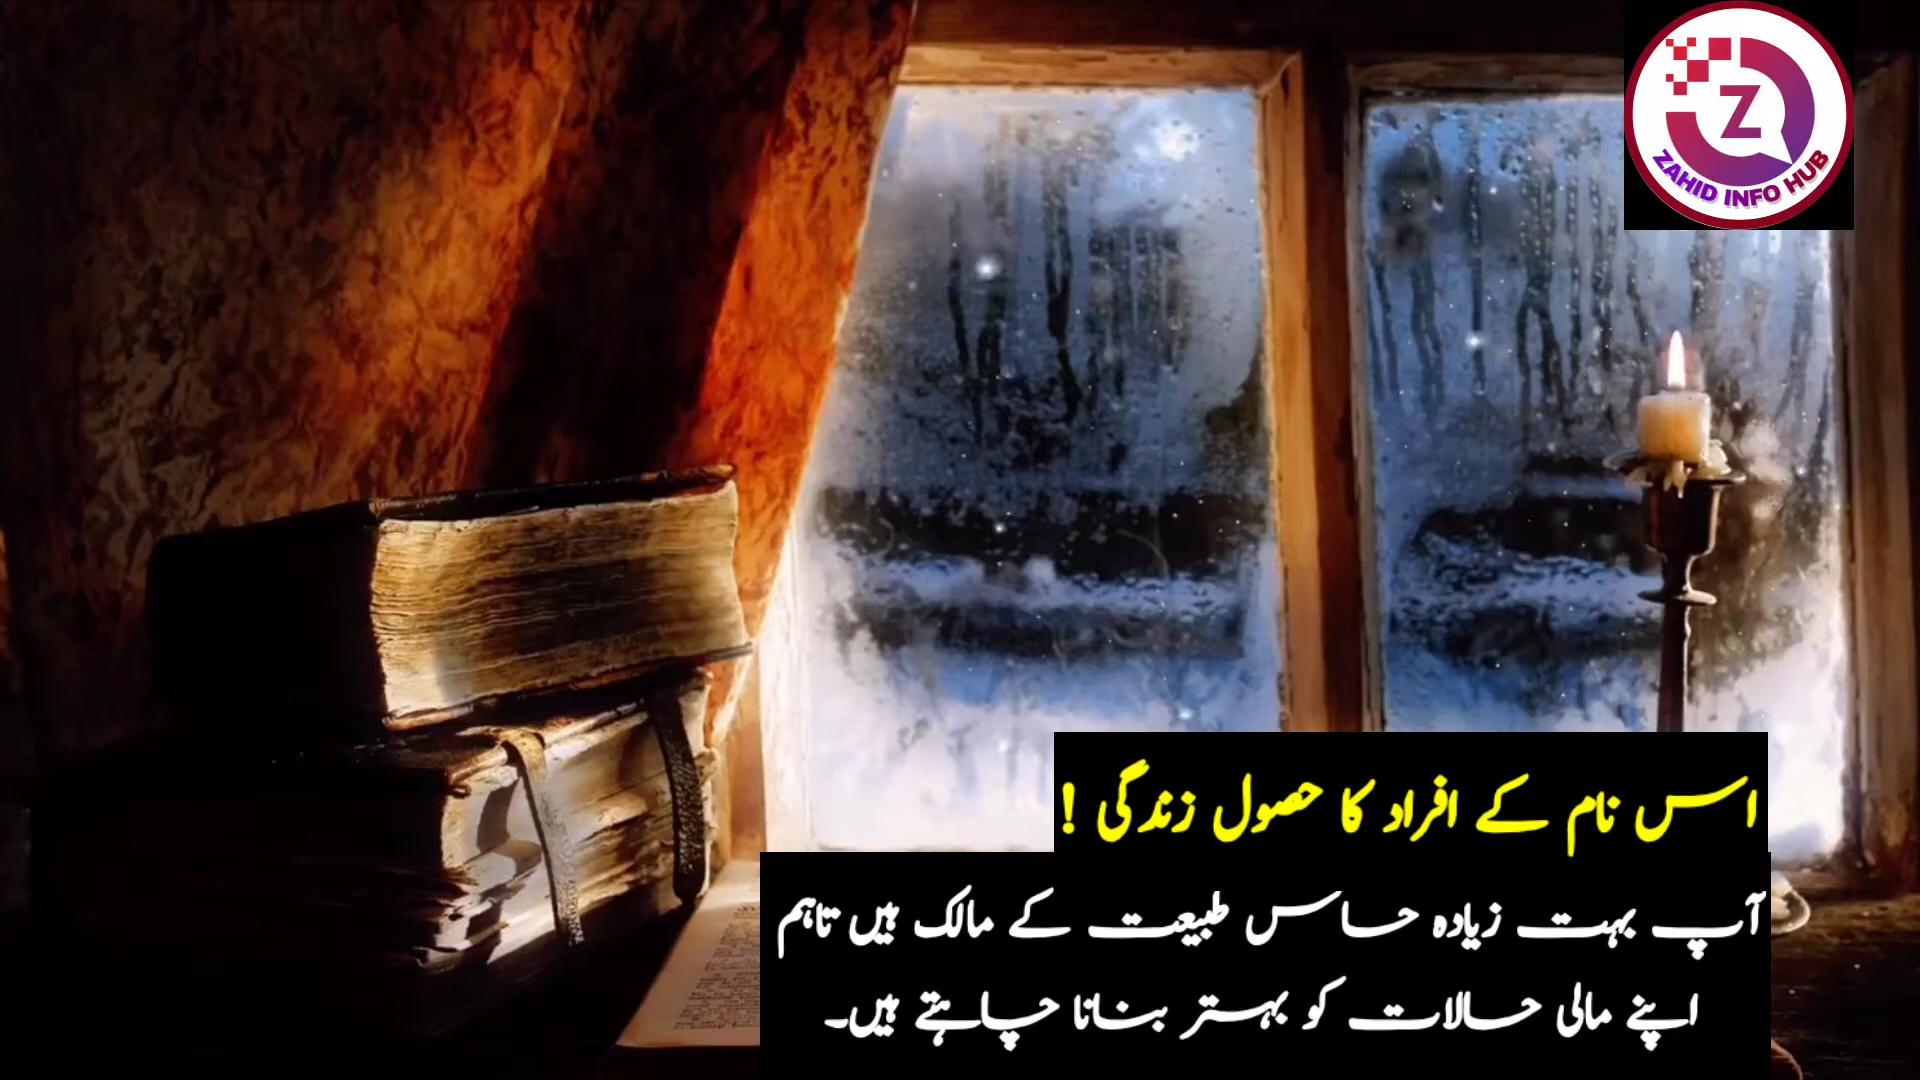 Z
ZAHID INFO HUB
اس نام کے افراد کا حصول زندگی !
آپ بہت زیادہ حساس طبیعت کے مالک ہیں تاہم
اپنے مالی حالات کو بہتر بنانا چاہتے ہیں۔